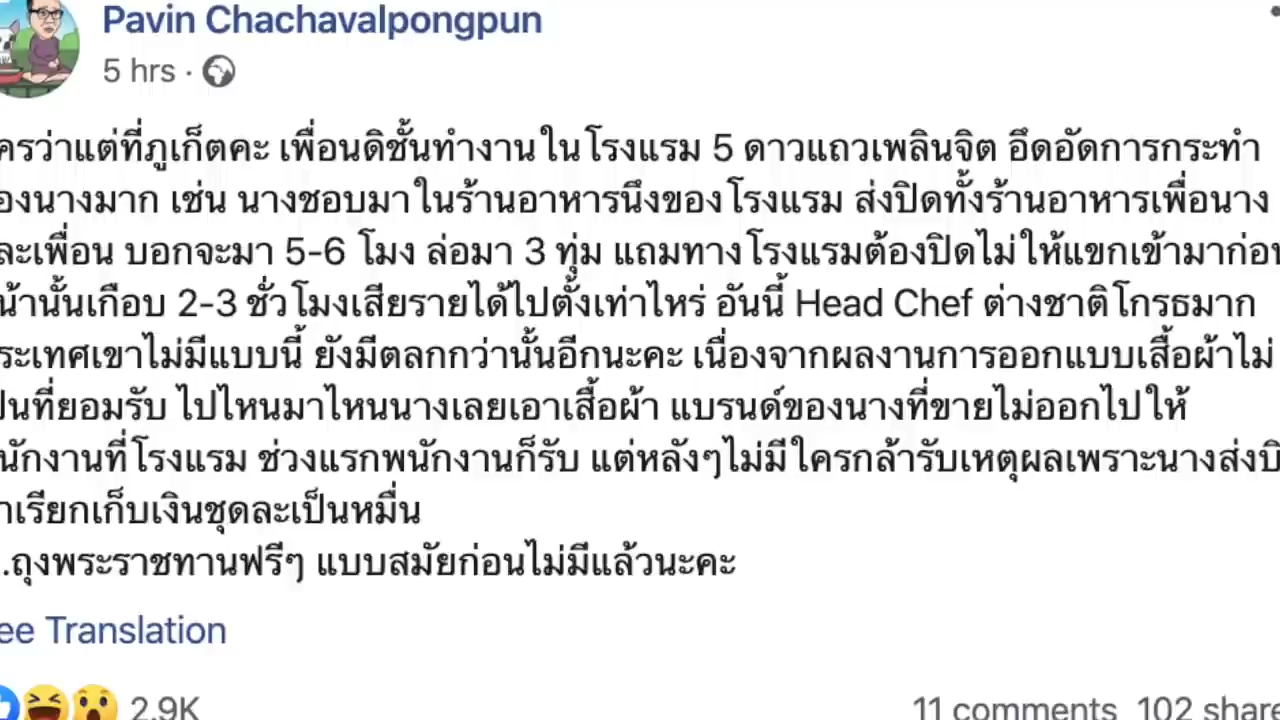 Pavin Chachavalpongpun
5 hrs ·
ครว่าแต่ที่ภูเก็ตคะ เพื่อนดิชั้นทำงานในโรงแรม 5 ดาวแถวเพลินจิต อึดอัดการกระทำ
องนางมาก เช่น นางชอบมาในร้านอาหารนึงของโรงแรม ส่งปิดทั้งร้านอาหารเพื่อนาง
ละเพื่อน บอกจะมา 5-6 โมง ล่อมา 3 ทุ่ม แถมทางโรงแรมต้องปิดไม่ให้แขกเข้ามาก่อน
น้านั้นเกือบ 2-3 ชั่วโมงเสียรายได้ไปตั้งเท่าไหร่ อันนี้ Head Chef ต่างชาติโกรธมาก
ระเทศเขาไม่มีแบบนี้ ยังมีตลกกว่านั้นอีกนะคะ เนื่องจากผลงานการออกแบบเสื้อผ้าไม่
ป็นที่ยอมรับ ไปไหนมาไหนนางเลยเอาเสื้อผ้า แบรนด์ของนางที่ขายไม่ออกไปให้
นักงานที่โรงแรม ช่วงแรกพนักงานก็รับ แต่หลังๆไม่มีใครกล้ารับเหตุผลเพราะนางส่งบิ
าเรียกเก็บเงินชุดละเป็นหมื่น
..ถุงพระราชทานฟรีๆ แบบสมัยก่อนไม่มีแล้วนะคะ
ee Translation
2.9K 11 comments 102 share